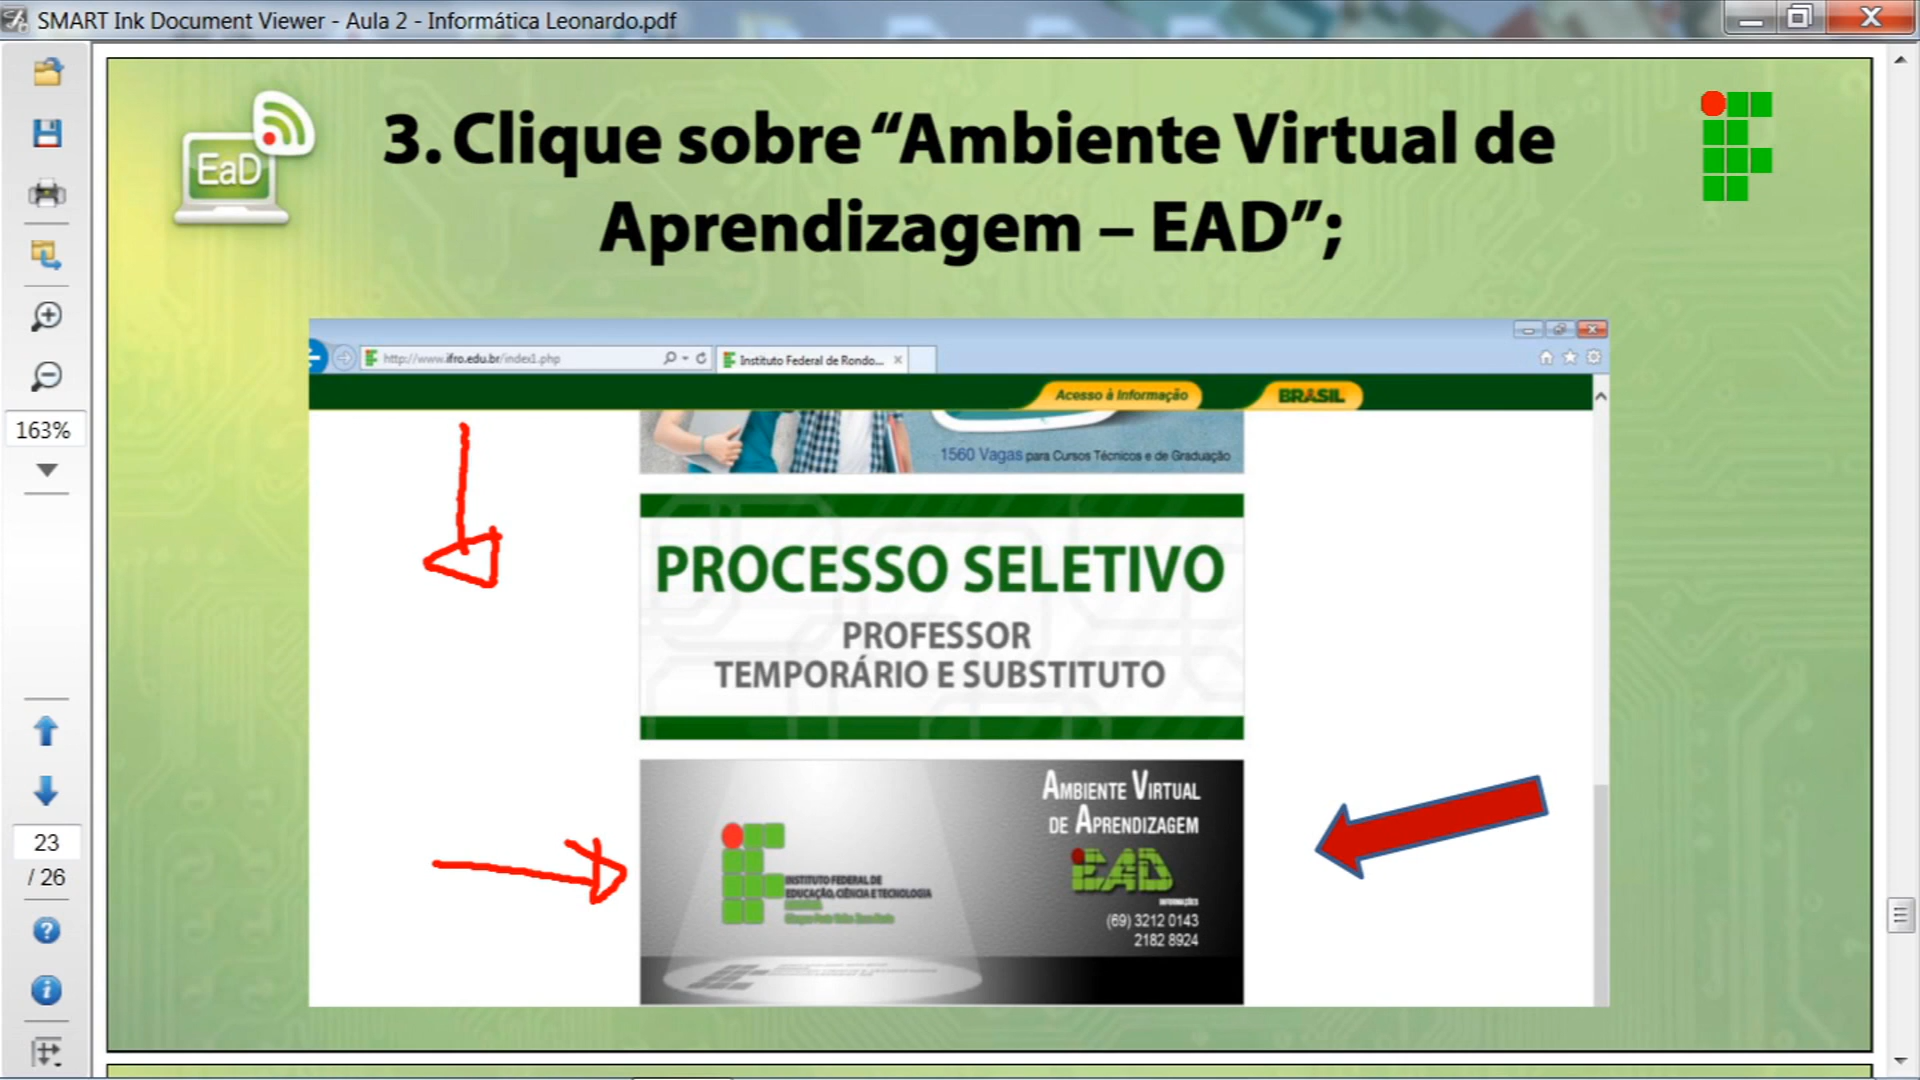 SMART Ink Document Viewer - Aula 2 - Informática Leonardo.pdf
EaD
3. Clique sobre “Ambiente Virtual de
Aprendizagem – EAD”;
http://www.ifro.edu.br/index1.php
Instituto Federal de Rondo...
Acesso à Informação
BRASIL
1560 Vagas para Cursos Técnicos e de Graduação
163%
PROCESSO SELETIVO
PROFESSOR
TEMPORÁRIO E SUBSTITUTO
AMBIENTE VIRTUAL
DE APRENDIZAGEM
EAD
INSTITUTO FEDERAL DE
EDUCAÇÃO, CIÊNCIA E TECNOLOGIA
INFORMAÇÕES
(69) 3212 0143
2182 8924
23
/ 26